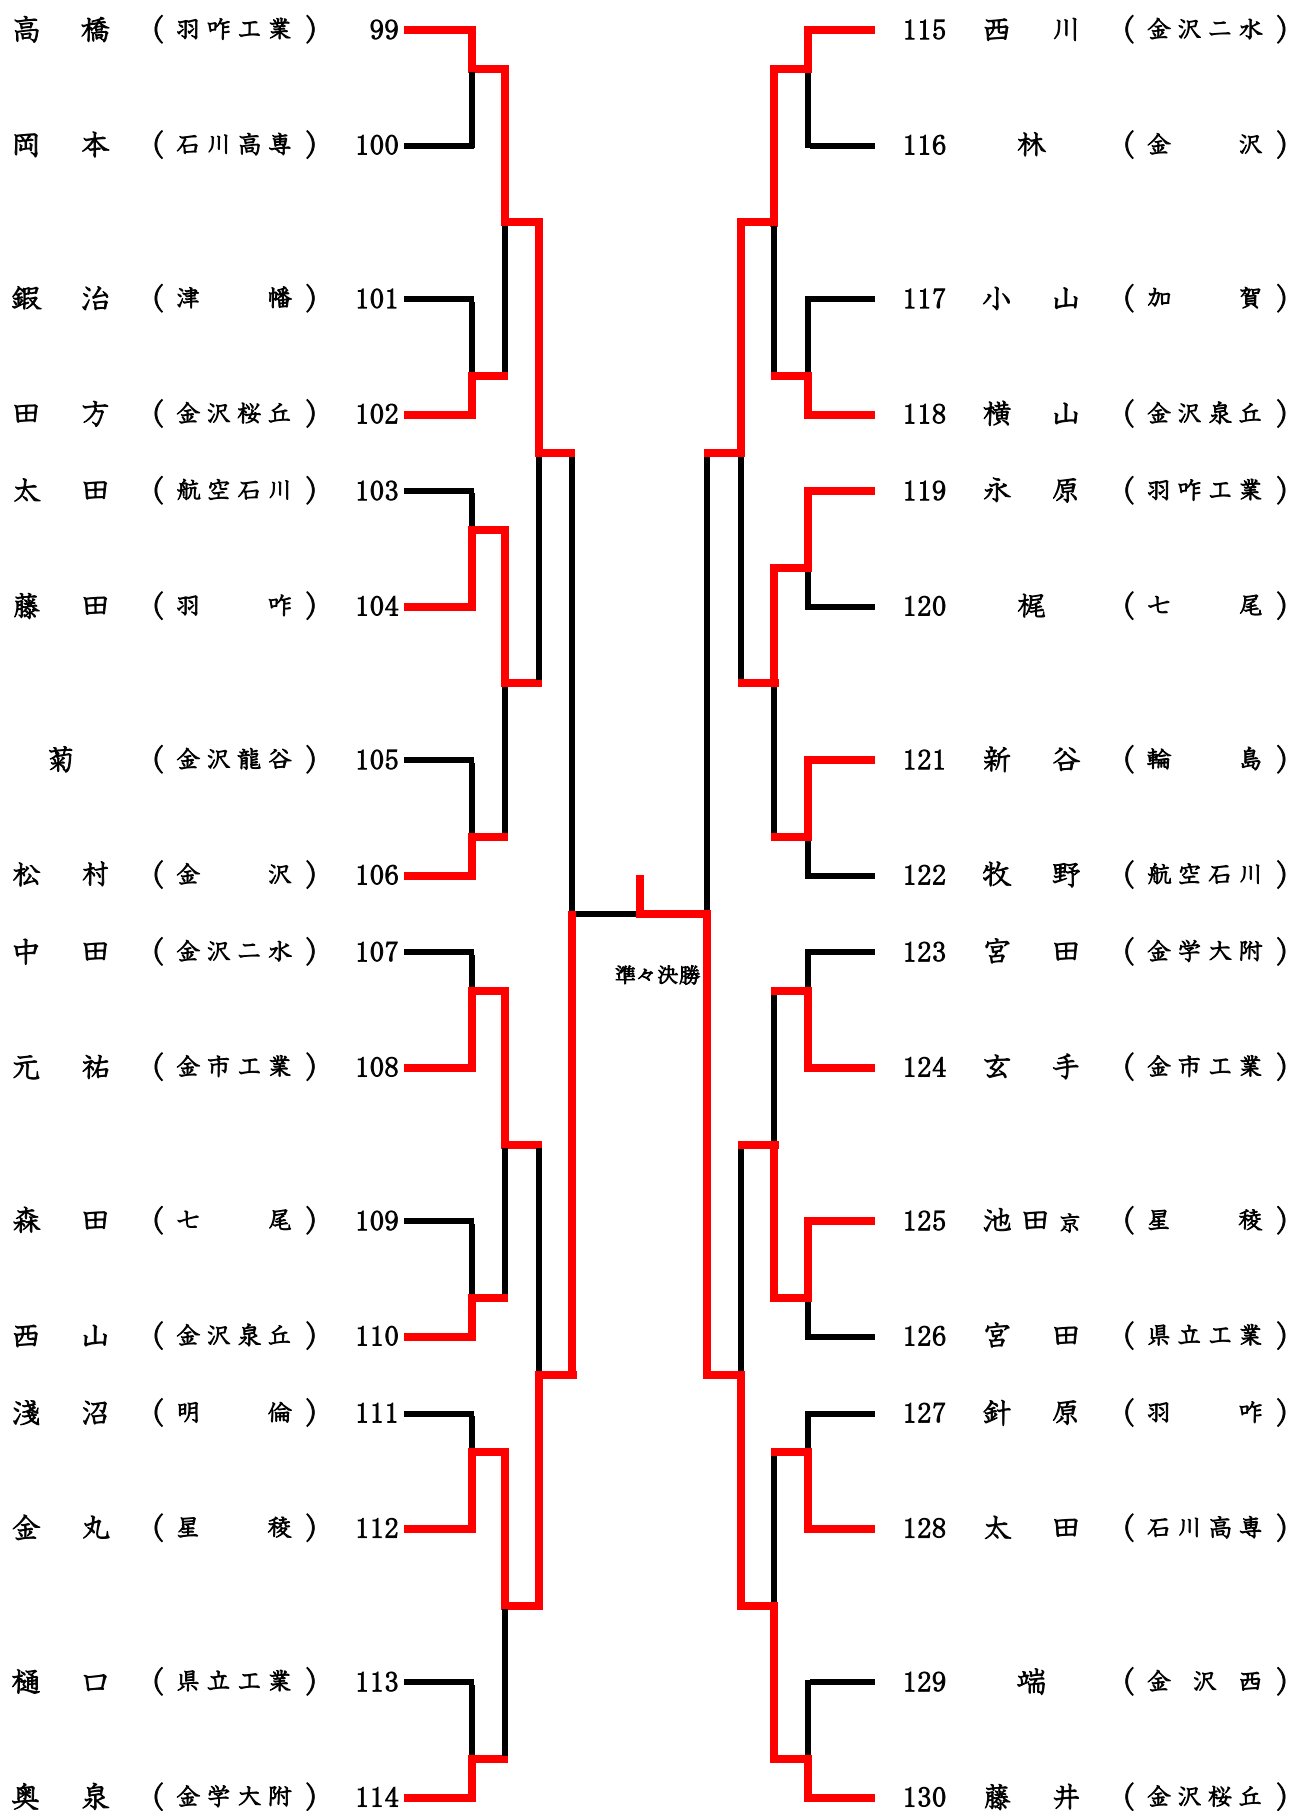 高橋 (羽咋工業) 99
岡本 (石川高専) 100
鍜治 (津幡) 101
田方 (金沢桜丘) 102
太田 (航空石川) 103
藤田 (羽咋) 104
菊 (金沢龍谷) 105
松村 (金沢) 106
中田 (金沢二水) 107
元祐 (金市工業) 108
森田 (七尾) 109
西山 (金沢泉丘) 110
淺沼 (明倫) 111
金丸 (星稜) 112
樋口 (県立工業) 113
奥泉 (金学大附) 114
準々決勝
115 西川 (金沢二水)
116 林 (金沢)
117 小山 (加賀)
118 横山 (金沢泉丘)
119 永原 (羽咋工業)
120 梶 (七尾)
121 新谷 (輪島)
122 牧野 (航空石川)
123 宮田 (金学大附)
124 玄手 (金市工業)
125 池田京 (星稜)
126 宮田 (県立工業)
127 針原 (羽咋)
128 太田 (石川高専)
129 端 (金沢西)
130 藤井 (金沢桜丘)